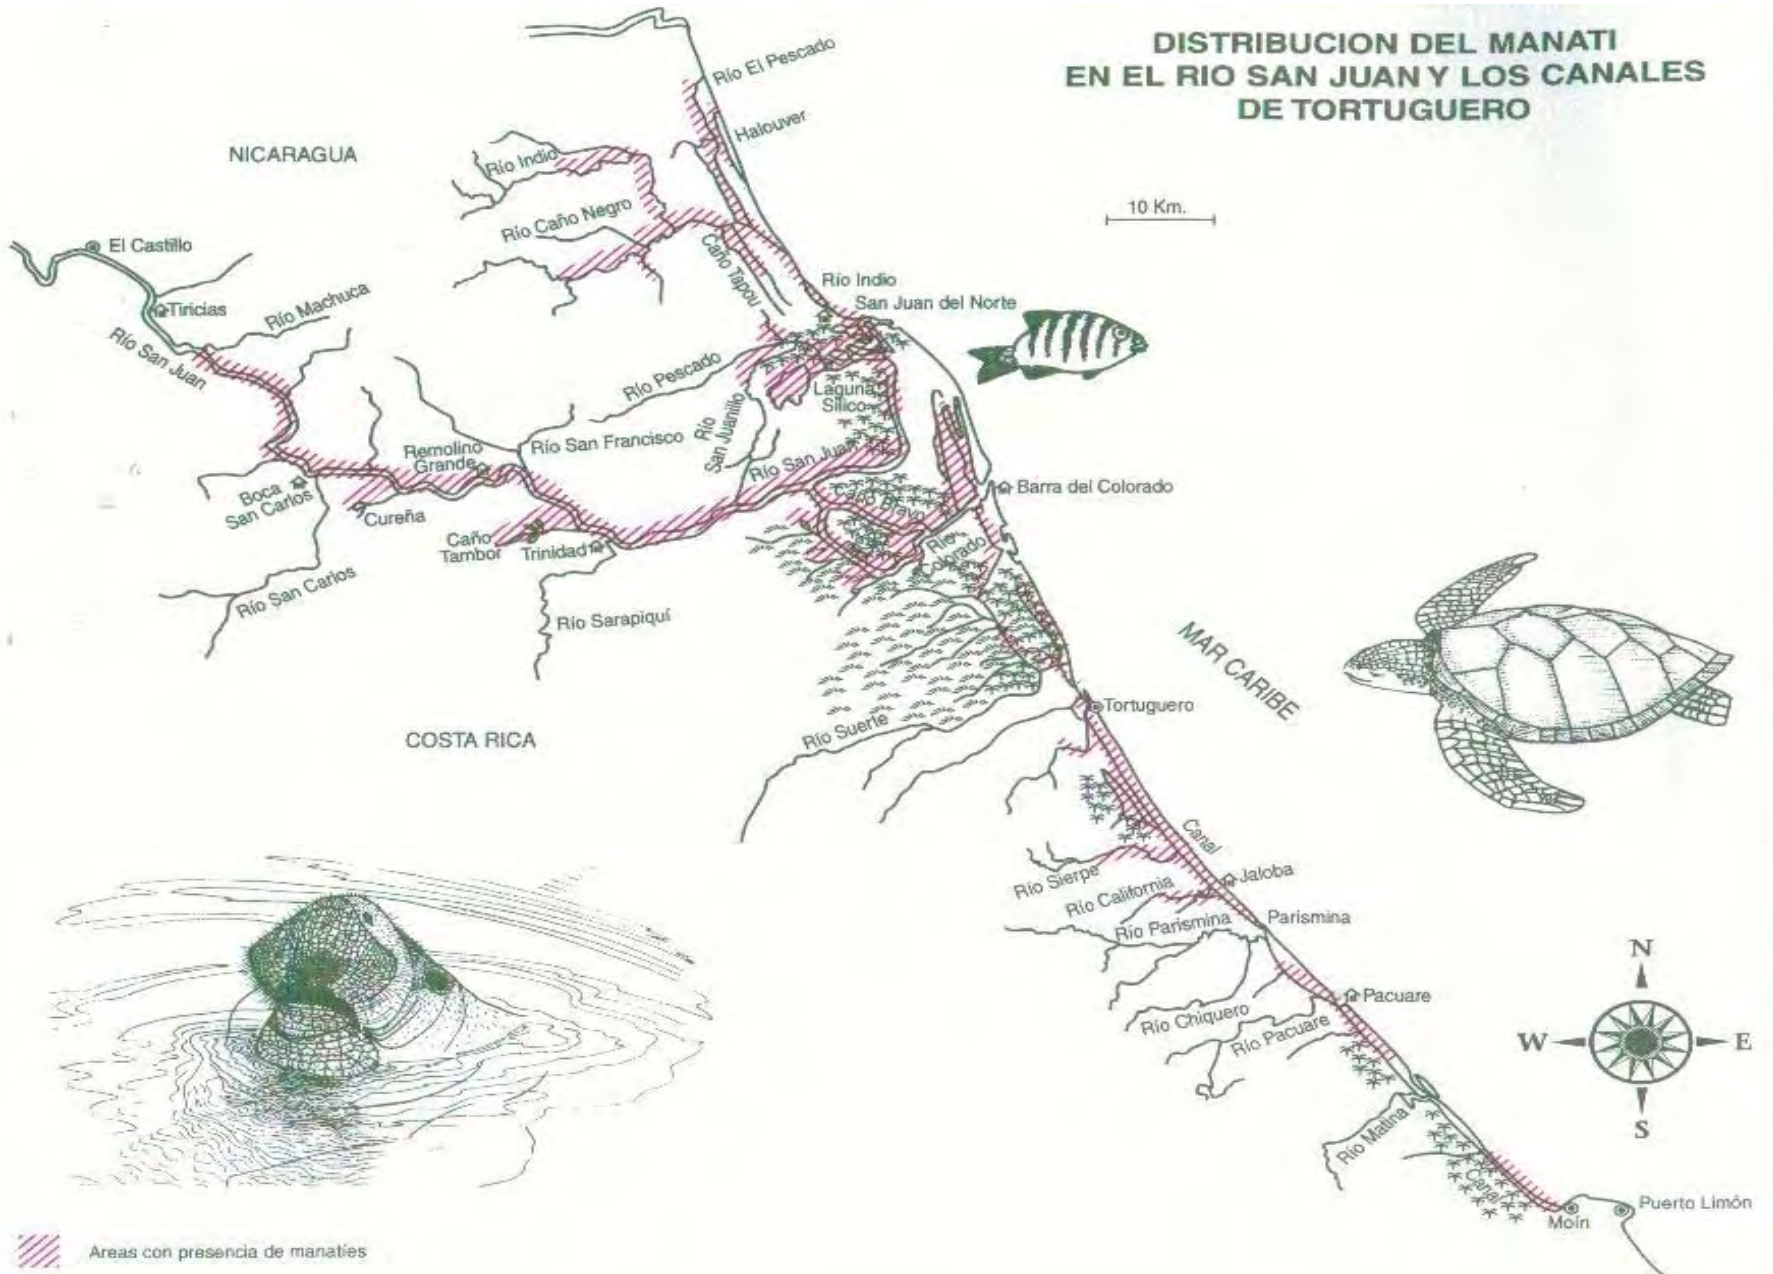 DISTRIBUCION DEL MANATI
EN EL RIO SAN JUAN Y LOS CANALES
DE TORTUGUERO
Río El Pescado
Halouver
NICARAGUA
Río Indio
Río Caño Negro
10 Km.
El Castillo
Caño Tapou
Río Indio
San Juan del Norte
Tiricias
Río Machuca
Río San Juan
Río Pescado
Laguna
Silico
Río
San Juanillo
Remolino
Grande
Río San Francisco
Río San Juan
Boca
San Carlos
Cureña
Caño Bravo
Barra del Colorado
Caño
Tambor
Trinidad
Río
Colorado
Río San Carlos
Río Sarapiquí
MAR CARIBE
Tortuguero
Río Suerte
COSTA RICA
Canal
Río Sierpe
Jaloba
Río California
Parismina
Río Parismina
N
Pacuare
Río Chiquero
Río Pacuare
W
E
S
Río Matina
Canal
Puerto Limón
Moín
Areas con presencia de manatíes